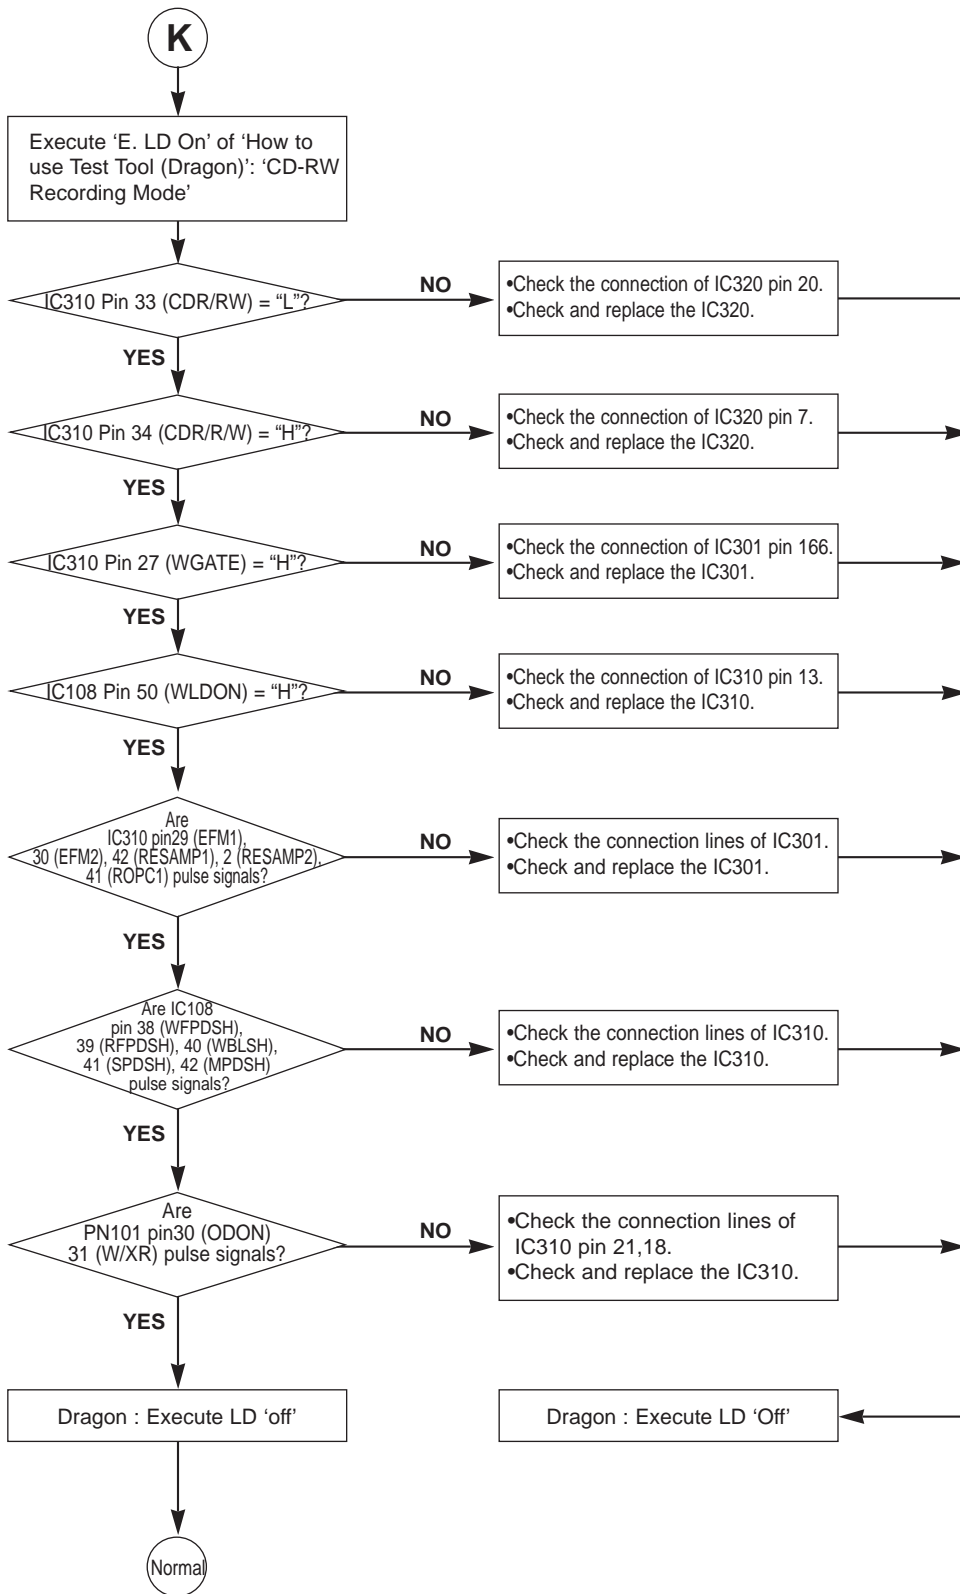 K
Execute ‘E. LD On’ of ‘How to
use Test Tool (Dragon)’: ‘CD-RW
Recording Mode’
IC310 Pin 33 (CDR/RW) = “L”?
NO
•Check the connection of IC320 pin 20.
•Check and replace the IC320.
YES
IC310 Pin 34 (CDR/R/W) = “H”?
NO
•Check the connection of IC320 pin 7.
•Check and replace the IC320.
YES
IC310 Pin 27 (WGATE) = “H”?
NO
•Check the connection of IC301 pin 166.
•Check and replace the IC301.
YES
IC108 Pin 50 (WLDON) = “H”?
NO
•Check the connection of IC310 pin 13.
•Check and replace the IC310.
YES
Are
IC310 pin29 (EFM1),
30 (EFM2), 42 (RESAMP1), 2 (RESAMP2),
41 (ROPC1) pulse signals?
NO
•Check the connection lines of IC301.
•Check and replace the IC301.
YES
Are IC108
pin 38 (WFPDSH),
39 (RFPDSH), 40 (WBLSH),
41 (SPDSH), 42 (MPDSH)
pulse signals?
NO
•Check the connection lines of IC310.
•Check and replace the IC310.
YES
Are
PN101 pin30 (ODON)
31 (W/XR) pulse signals?
NO
•Check the connection lines of
IC310 pin 21,18.
•Check and replace the IC310.
YES
Dragon : Execute LD ‘off’
Dragon : Execute LD ‘Off’
Normal